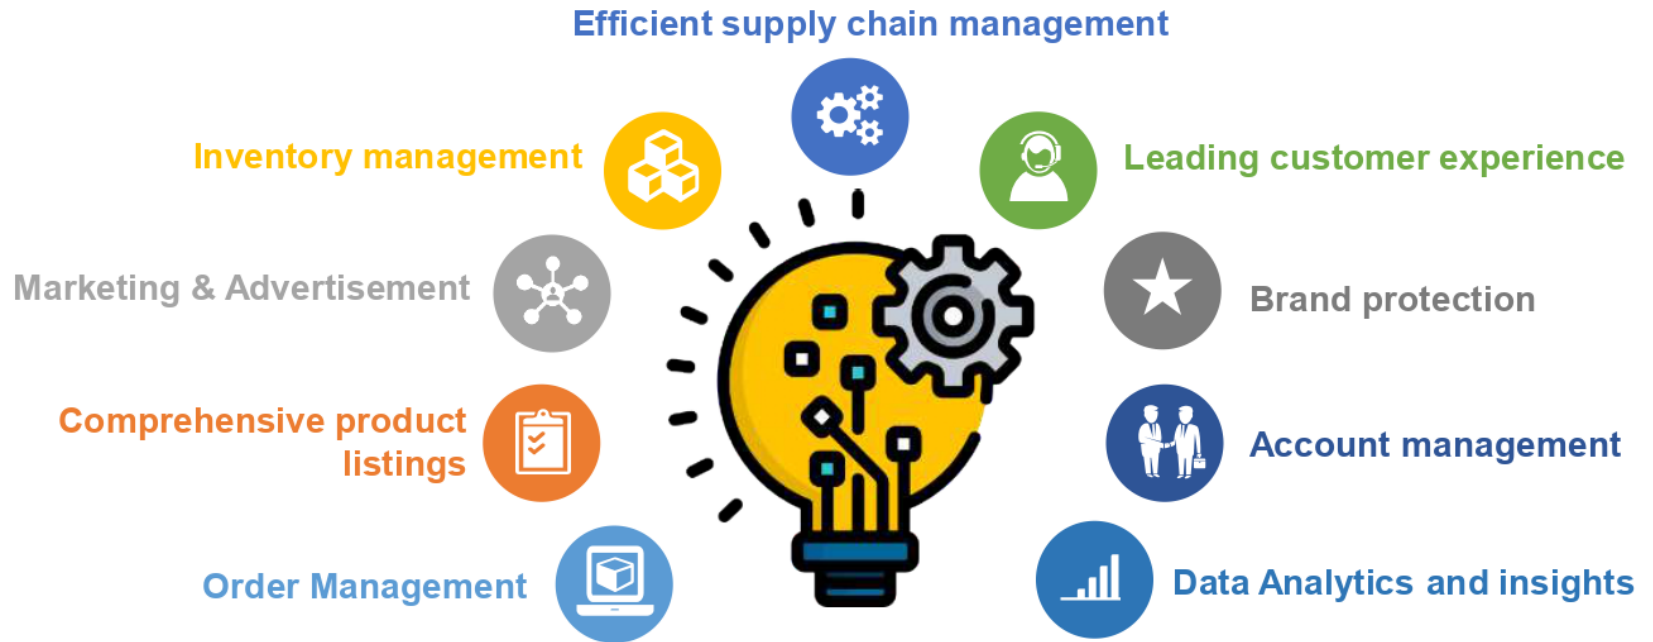 Efficient supply chain management
Inventory management
Leading customer experience
Marketing & Advertisement
Brand protection
Comprehensive product
listings
Account management
Order Management
Data Analytics and insights